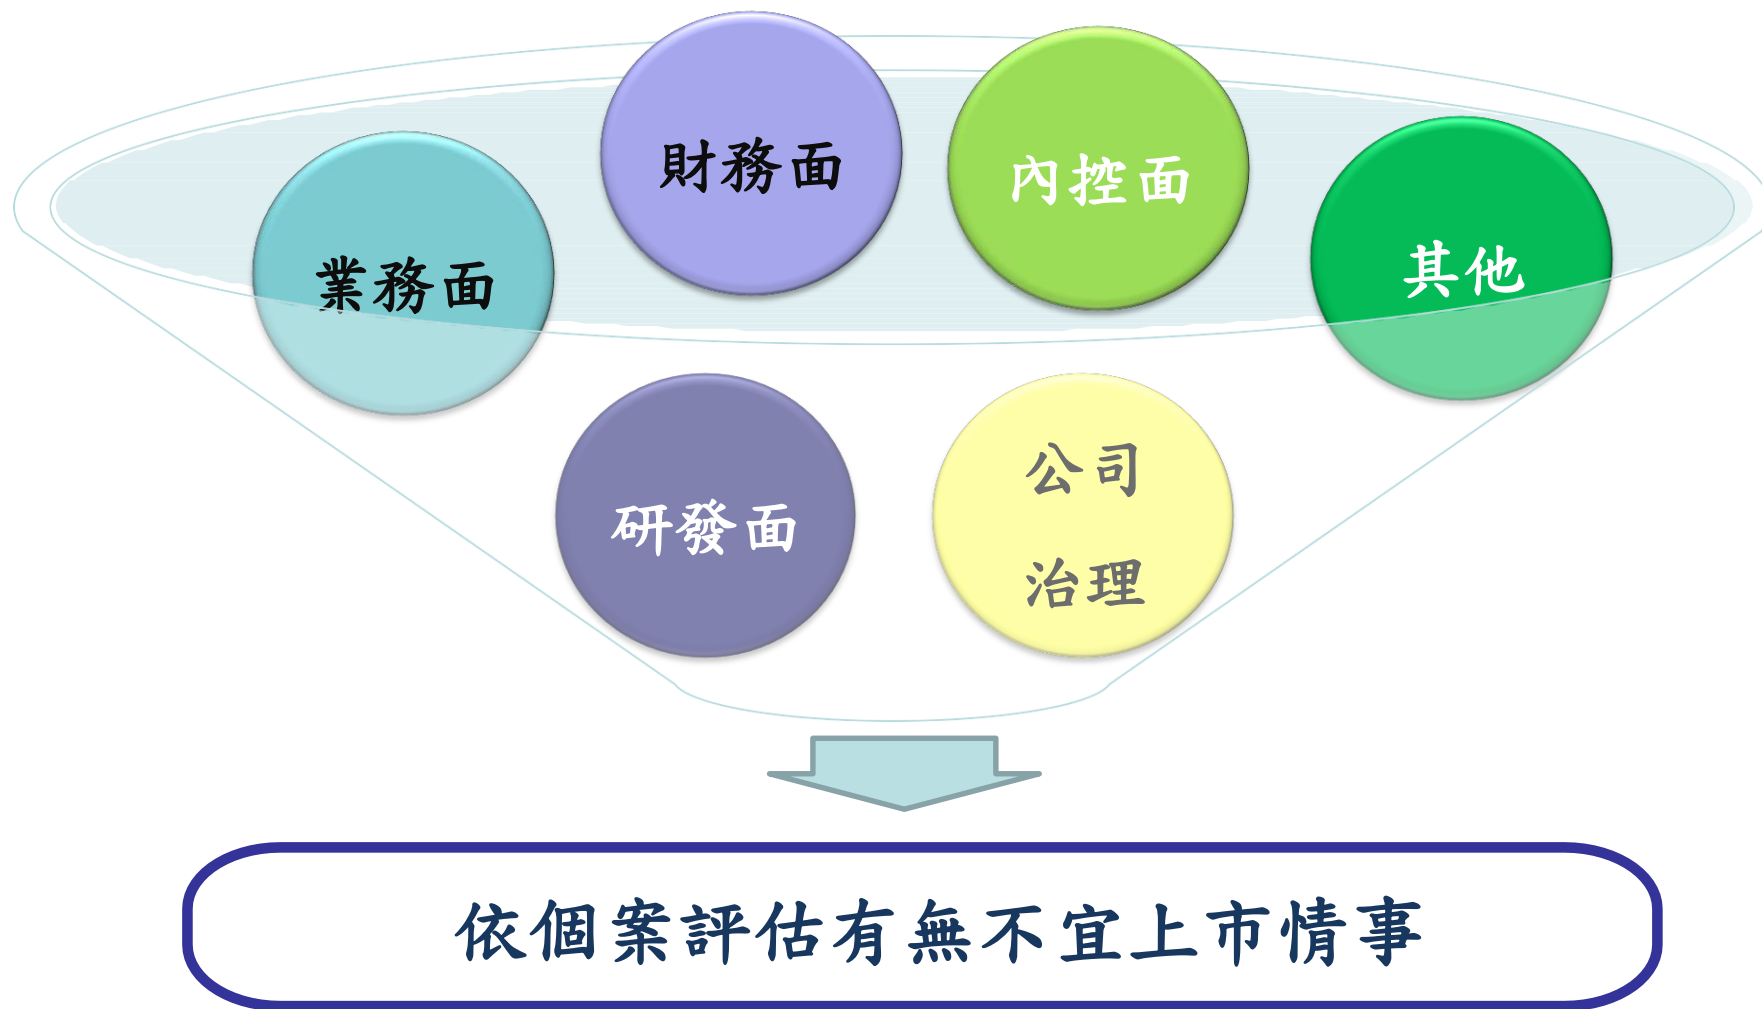 財務面
內控面
業務面
其他
研發面
公司
治理
依個案評估有無不宜上市情事